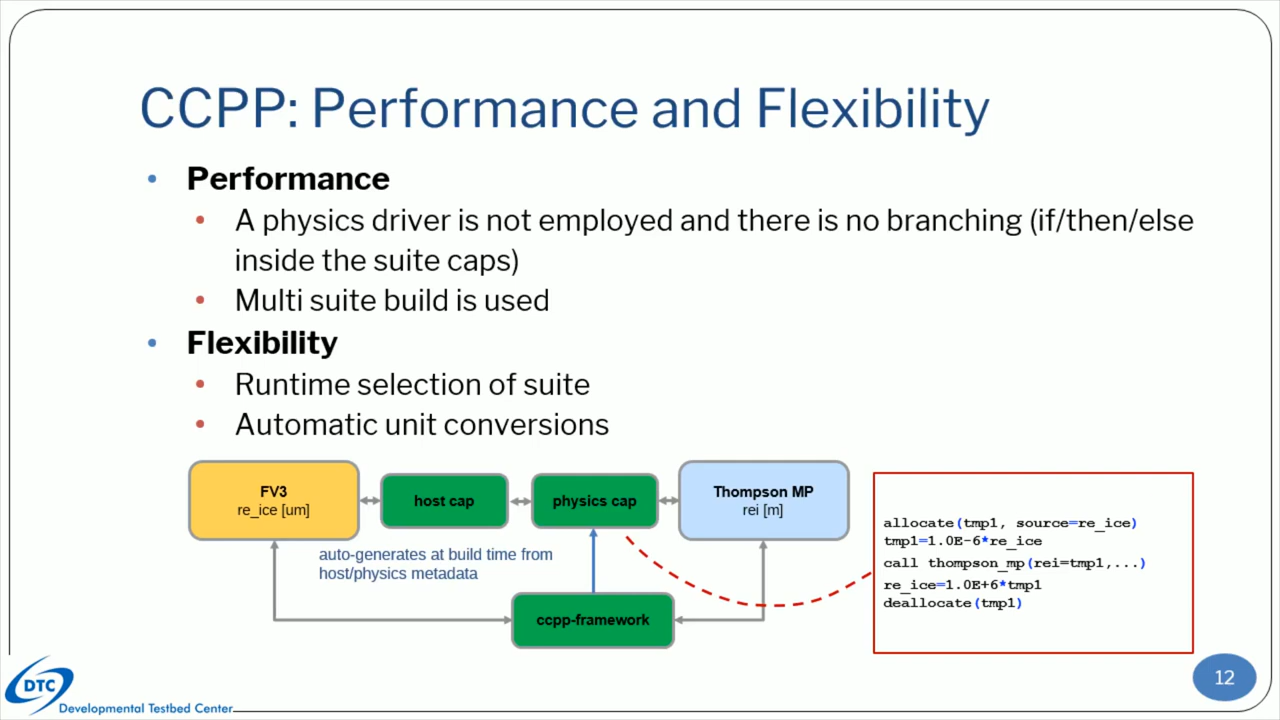 CCPP: Performance and Flexibility
• Performance
• A physics driver is not employed and there is no branching (if/then/else
inside the suite caps)
• Multi suite build is used
• Flexibility
• Runtime selection of suite
• Automatic unit conversions
FV3
re_ice [um]
host cap
physics cap
Thompson MP
rei [m]
auto-generates at build time from
host/physics metadata
ccpp-framework
allocate(tmp1, source=re_ice)
tmp1=1.0E-6*re_ice
call thompson_mp(rei=tmp1,...)
re_ice=1.0E+6*tmp1
deallocate(tmp1)
DTC
Developmental Testbed Center
12